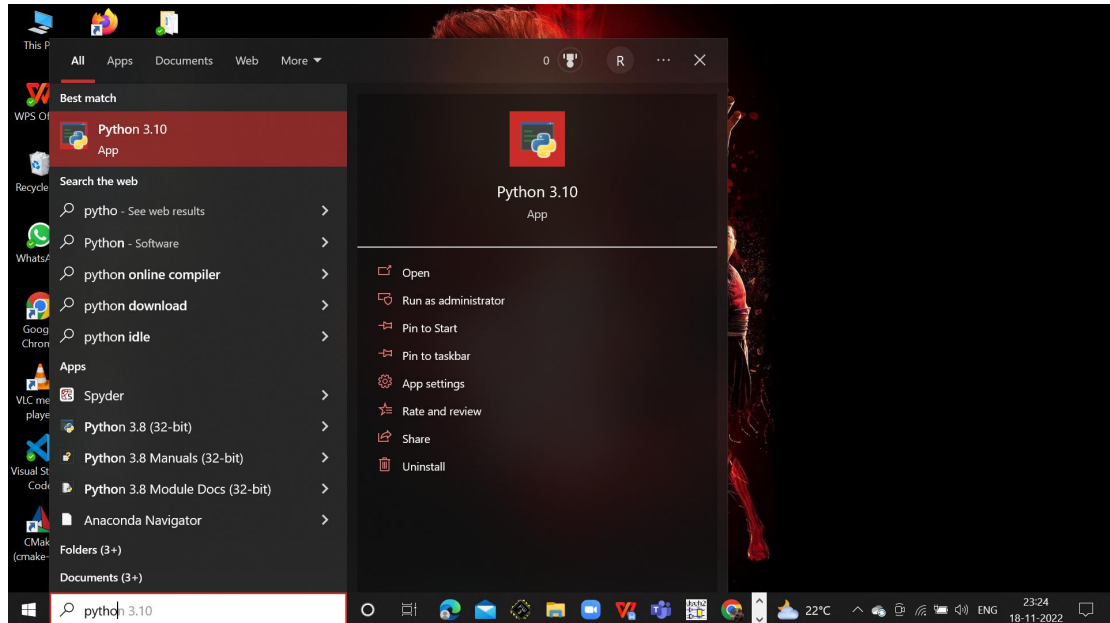 This P
WPS Of
Recycle
WhatsA
Goog
Chron
VLC me
playe
Visual St
Code
CMak
(cmake-
All Apps Documents Web More
0 R ...
Best match
Python 3.10
App
Search the web
pytho - See web results
Python - Software
python online compiler
python download
python idle
Apps
Spyder
Python 3.8 (32-bit)
Python 3.8 Manuals (32-bit)
Python 3.8 Module Docs (32-bit)
Anaconda Navigator
Folders (3+)
Documents (3+)
Python 3.10
App
Open
Run as administrator
Pin to Start
Pin to taskbar
App settings
Rate and review
Share
Uninstall
python 3.10
22°C ENG 23:24
18-11-2022